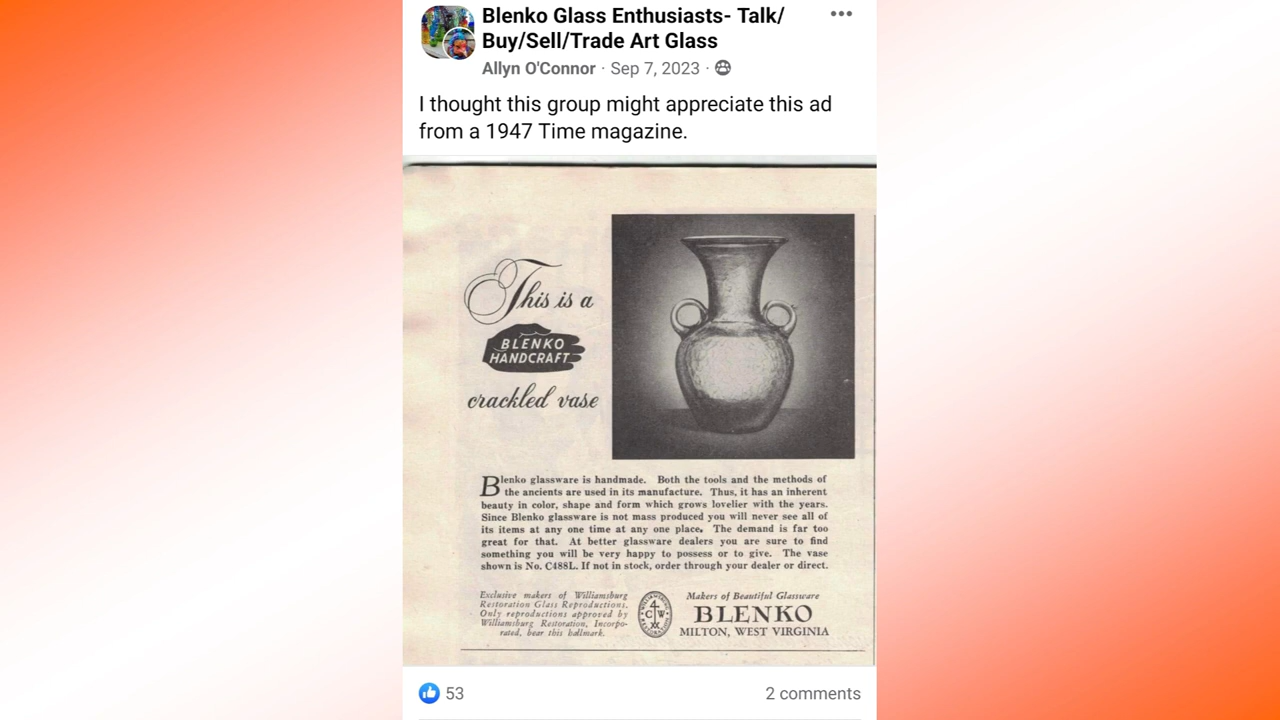 Blenko Glass Enthusiasts- Talk/
Buy/Sell/Trade Art Glass
Allyn O'Connor · Sep 7, 2023 ·
I thought this group might appreciate this ad
from a 1947 Time magazine.
This is a
BLENKO
HANDCRAFT
crackled vase
Blenko glassware is handmade. Both the tools and the methods of
the ancients are used in its manufacture. Thus, it has an inherent
beauty in color, shape and form which grows lovelier with the years.
Since Blenko glassware is not mass produced you will never see all of
its items at any one time at any one place. The demand is far too
great for that. At better glassware dealers you are sure to find
something you will be very happy to possess or to give. The vase
shown is No. C488L. If not in stock, order through your dealer or direct.
Exclusive makers of Williamsburg
Restoration Glass Reproductions.
Only reproductions approved by
Williamsburg Restoration, Incorpo-
rated, bear this hallmark.
C W
Makers of Beautiful Glassware
BLENKO
MILTON, WEST VIRGINIA
53
2 comments